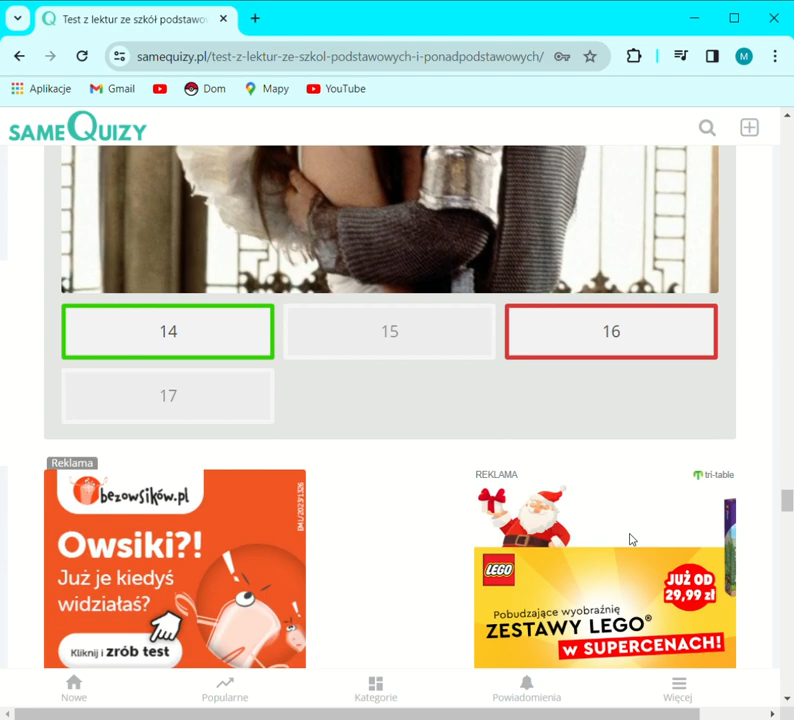 Test z lektur ze szkół podstawow
samequizy.pl/test-z-lektur-ze-szkol-podstawowych-i-ponadpodstawowych/
M
Aplikacje
Gmail
Dom
Mapy
YouTube
SAMEQUIZY
14
15
16
17
Reklama
bezowsików.pl
Owsiki?!
Już je kiedyś
widziałaś?
Kliknij i zrób test
REKLAMA
tri-table
LEGO
JUŻ OD
29,99 zł
Pobudzające wyobraźnię
ZESTAWY LEGO®
w SUPERCENACH!
Nowe
Popularne
Kategorie
Powiadomienia
Więcej